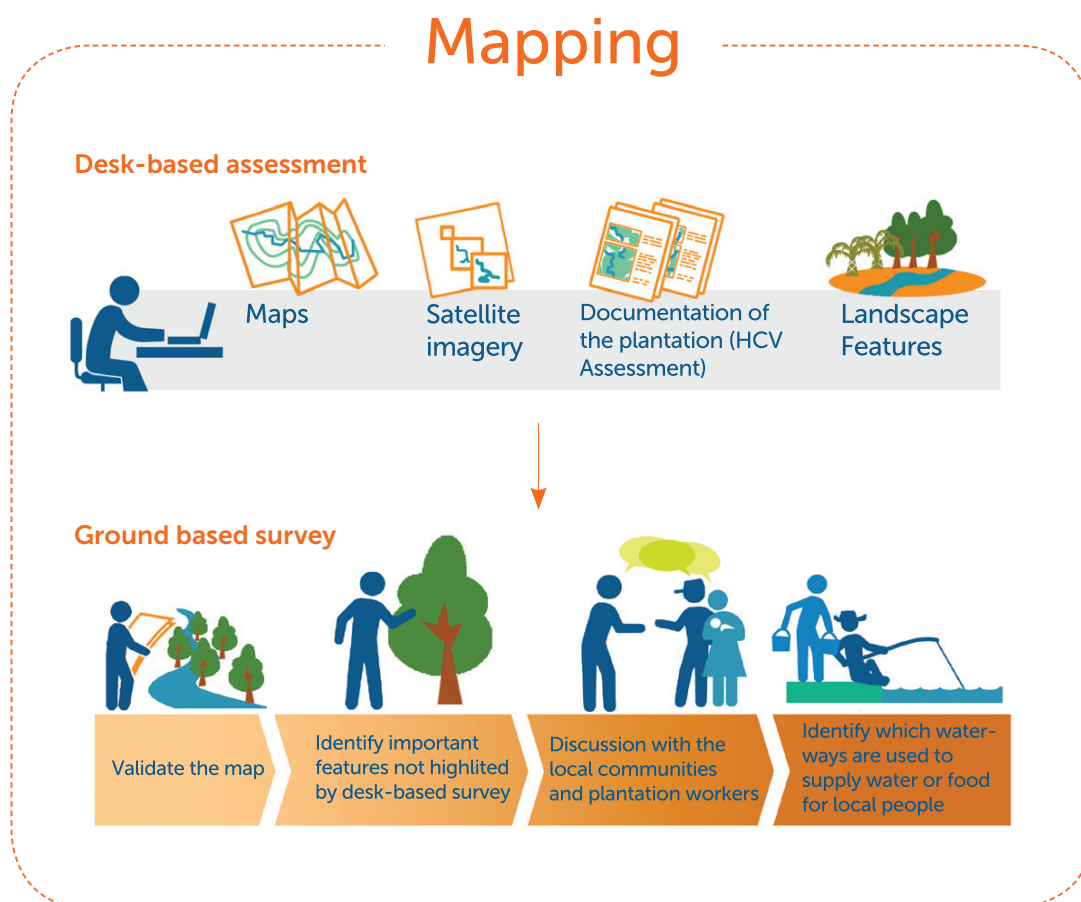 Mapping
Desk-based assessment
Maps
Satellite
imagery
Documentation of
the plantation (HCV
Assessment)
Landscape
Features
Ground based survey
Validate the map
Identify important
features not highlited
by desk-based survey
Discussion with the
local communities
and plantation workers
Identify which water-
ways are used to
supply water or food
for local people